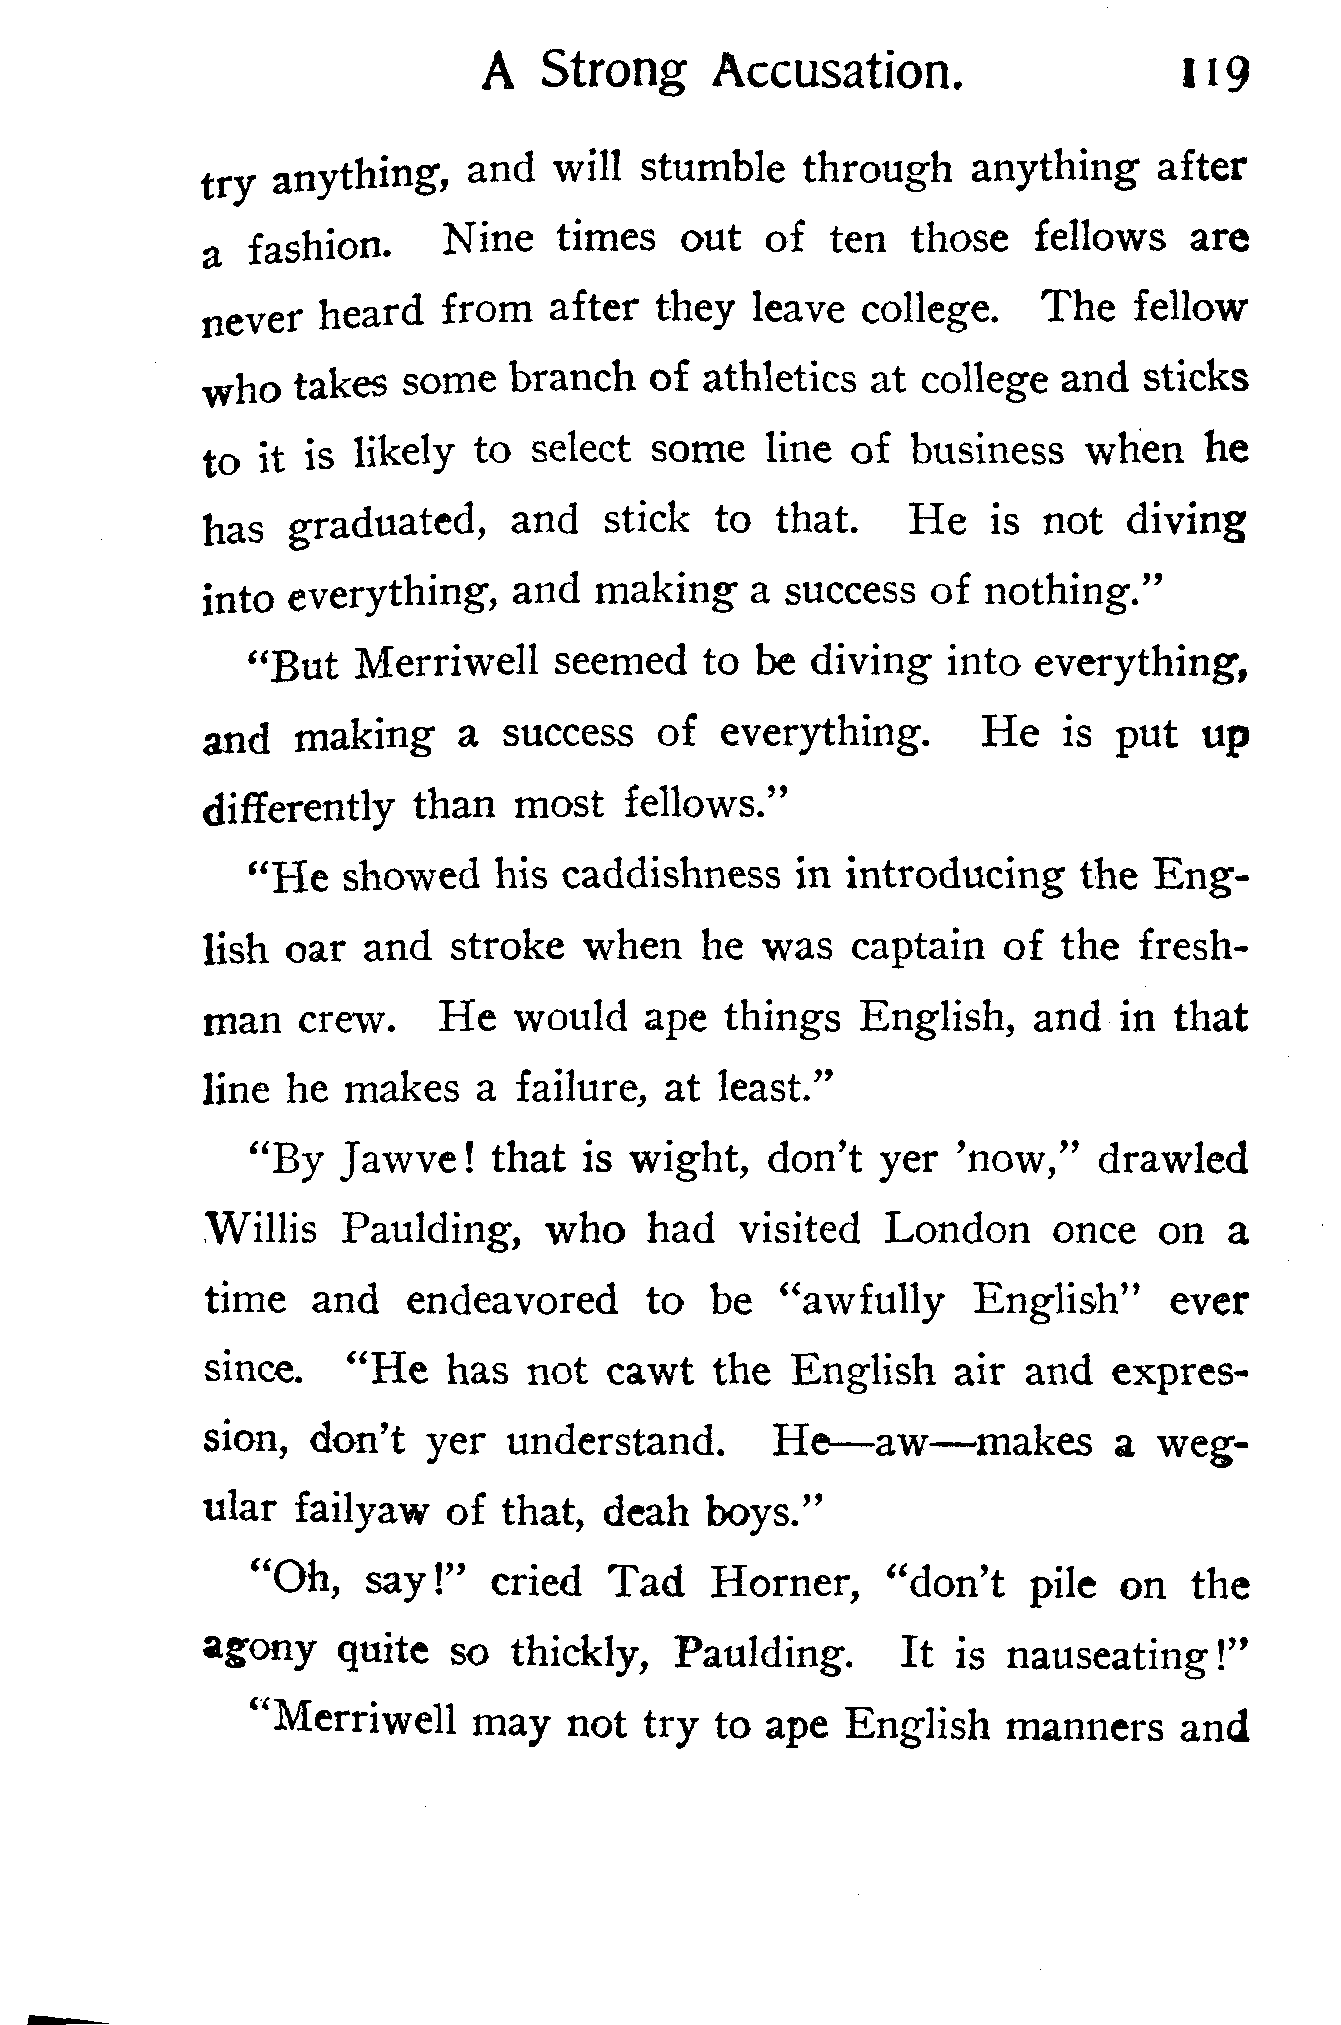 A Strong Accusation. 119
try anything, and will stumble through anything after
a fashion. Nine times out of ten those fellows are
never heard from after they leave college. The fellow
who takes some branch of athletics at college and sticks
to it is likely to select some line of business when he
has graduated, and stick to that. He is not diving
into everything, and making a success of nothing.”
“But Merriwell seemed to be diving into everything,
and making a success of everything. He is put up
differently than most fellows.”
“He showed his caddishness in introducing the Eng-
lish oar and stroke when he was captain of the fresh-
man crew. He would ape things English, and in that
line he makes a failure, at least.”
“By Jawve! that is wight, don’t yer ’now,” drawled
Willis Paulding, who had visited London once on a
time and endeavored to be “awfully English” ever
since. “He has not cawt the English air and expres-
sion, don’t yer understand. He—aw—makes a weg-
ular failyaw of that, deah boys.”
“Oh, say!” cried Tad Horner, “don’t pile on the
agony quite so thickly, Paulding. It is nauseating!”
“Merriwell may not try to ape English manners and